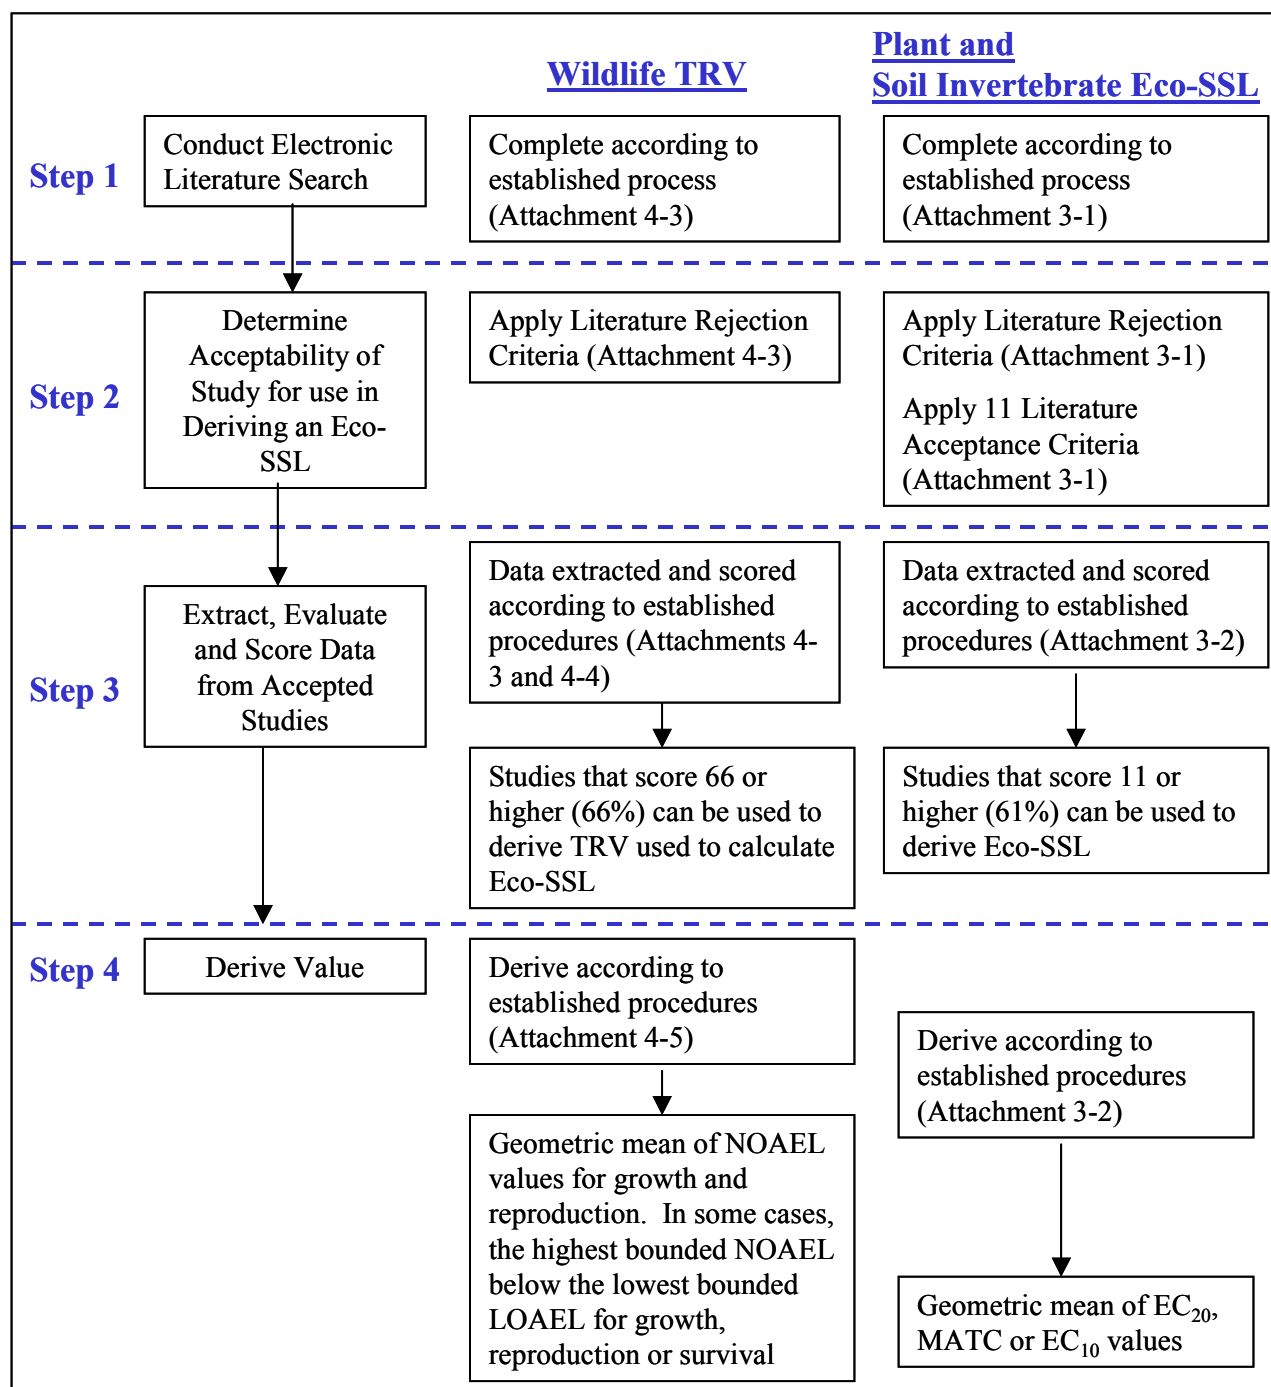 Wildlife TRV
Plant and
Soil Invertebrate Eco-SSL
Step 1
Conduct Electronic
Literature Search
Complete according to
established process
(Attachment 4-3)
Complete according to
established process
(Attachment 3-1)
Step 2
Determine
Acceptability of
Study for use in
Deriving an Eco-
SSL
Apply Literature Rejection
Criteria (Attachment 4-3)
Apply Literature Rejection
Criteria (Attachment 3-1)
Apply 11 Literature
Acceptance Criteria
(Attachment 3-1)
Step 3
Extract, Evaluate
and Score Data
from Accepted
Studies
Data extracted and scored
according to established
procedures (Attachments 4-
3 and 4-4)
Studies that score 66 or
higher (66%) can be used to
derive TRV used to calculate
Eco-SSL
Data extracted and scored
according to established
procedures (Attachment 3-2)
Studies that score 11 or
higher (61%) can be used to
derive Eco-SSL
Step 4
Derive Value
Derive according to
established procedures
(Attachment 4-5)
Geometric mean of NOAEL
values for growth and
reproduction.  In some cases,
the highest bounded NOAEL
below the lowest bounded
LOAEL for growth,
reproduction or survival
Derive according to
established procedures
(Attachment 3-2)
Geometric mean of EC20,
MATC or EC10 values